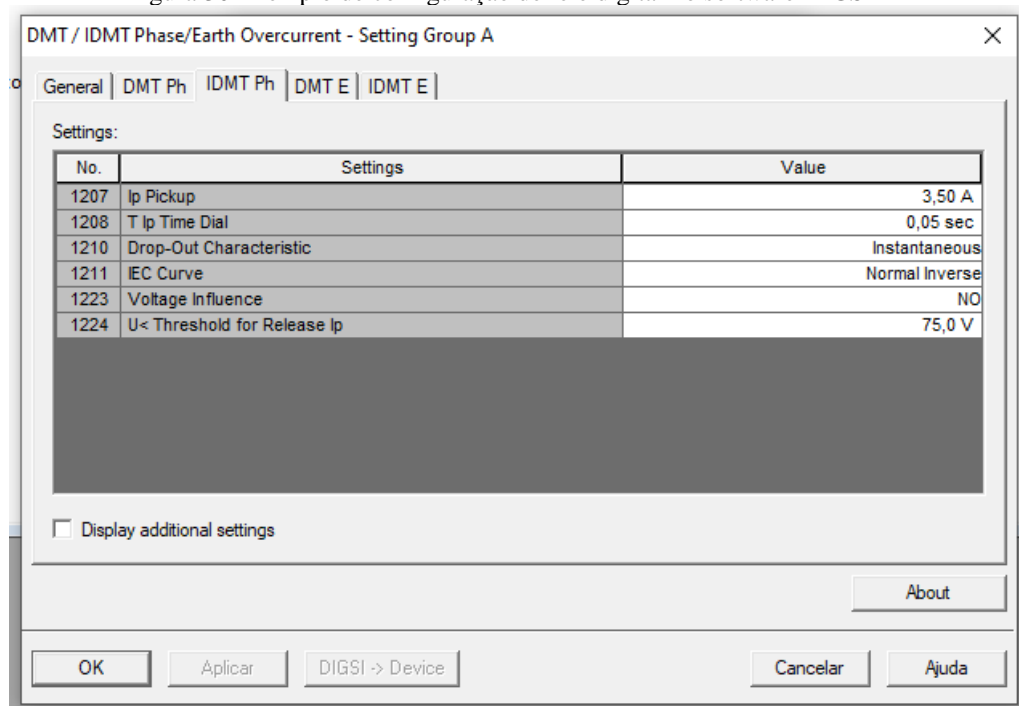 DMT / IDMT Phase/Earth Overcurrent - Setting Group A
General DMT Ph IDMT Ph DMT E IDMT E
Settings:
No. Settings Value
1207 Ip Pickup 3,50 A
1208 T Ip Time Dial 0,05 sec
1210 Drop-Out Characteristic Instantaneous
1211 IEC Curve Normal Inverse
1223 Voltage Influence NO
1224 U< Threshold for Release Ip 75,0 V
Display additional settings
About
OK Aplicar DIGSI -> Device Cancelar Ajuda